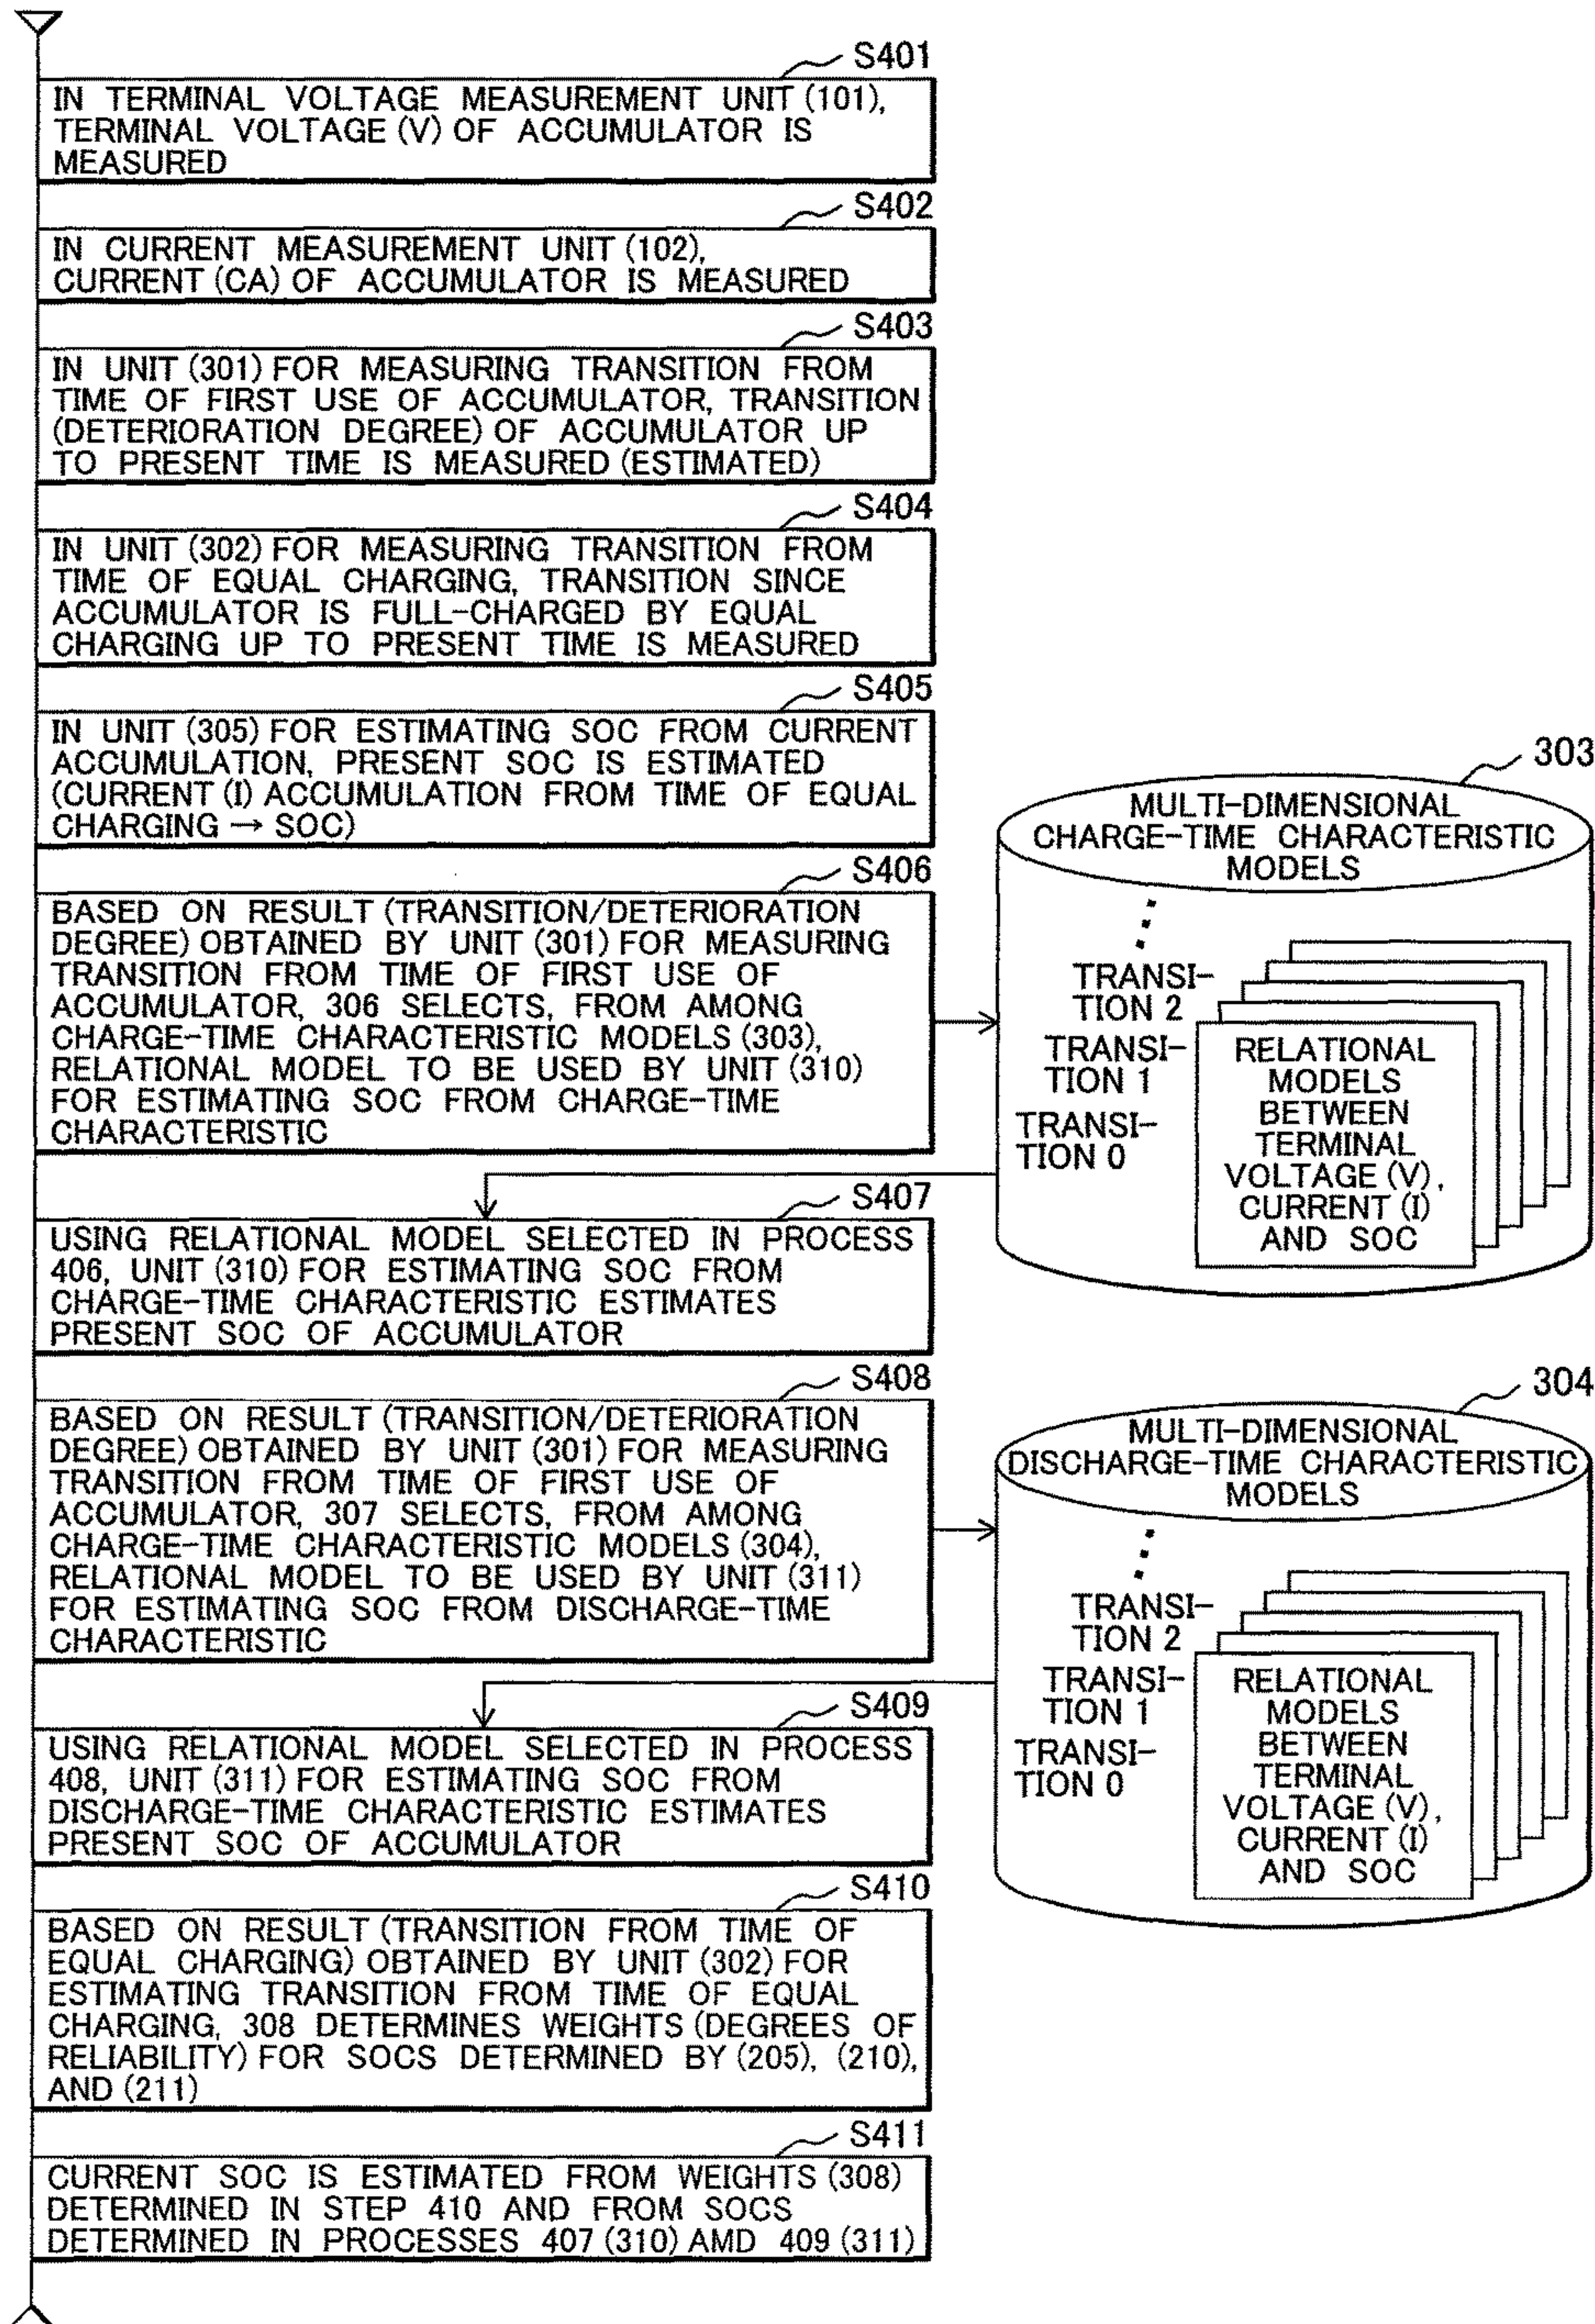 S401
IN TERMINAL VOLTAGE MEASUREMENT UNIT (101),
TERMINAL VOLTAGE (V) OF ACCUMULATOR IS
MEASURED
S402
IN CURRENT MEASUREMENT UNIT (102),
CURRENT (CA) OF ACCUMULATOR IS MEASURED
S403
IN UNIT (301) FOR MEASURING TRANSITION FROM
TIME OF FIRST USE OF ACCUMULATOR, TRANSITION
(DETERIORATION DEGREE) OF ACCUMULATOR UP
TO PRESENT TIME IS MEASURED (ESTIMATED)
S404
IN UNIT (302) FOR MEASURING TRANSITION FROM
TIME OF EQUAL CHARGING, TRANSITION SINCE
ACCUMULATOR IS FULL-CHARGED BY EQUAL
CHARGING UP TO PRESENT TIME IS MEASURED
S405
IN UNIT (305) FOR ESTIMATING SOC FROM CURRENT
ACCUMULATION, PRESENT SOC IS ESTIMATED
(CURRENT (I) ACCUMULATION FROM TIME OF EQUAL
CHARGING → SOC)
S406
BASED ON RESULT (TRANSITION/DETERIORATION
DEGREE) OBTAINED BY UNIT (301) FOR MEASURING
TRANSITION FROM TIME OF FIRST USE OF
ACCUMULATOR, 306 SELECTS, FROM AMONG
CHARGE-TIME CHARACTERISTIC MODELS (303),
RELATIONAL MODEL TO BE USED BY UNIT (310)
FOR ESTIMATING SOC FROM CHARGE-TIME
CHARACTERISTIC
303
MULTI-DIMENSIONAL
CHARGE-TIME CHARACTERISTIC
MODELS
TRANSI-
TION 2
TRANSI-
TION 1
TRANSI-
TION 0
RELATIONAL
MODELS
BETWEEN
TERMINAL
VOLTAGE (V),
CURRENT (I)
AND SOC
S407
USING RELATIONAL MODEL SELECTED IN PROCESS
406, UNIT (310) FOR ESTIMATING SOC FROM
CHARGE-TIME CHARACTERISTIC ESTIMATES
PRESENT SOC OF ACCUMULATOR
S408
BASED ON RESULT (TRANSITION/DETERIORATION
DEGREE) OBTAINED BY UNIT (301) FOR MEASURING
TRANSITION FROM TIME OF FIRST USE OF
ACCUMULATOR, 307 SELECTS, FROM AMONG
CHARGE-TIME CHARACTERISTIC MODELS (304),
RELATIONAL MODEL TO BE USED BY UNIT (311)
FOR ESTIMATING SOC FROM DISCHARGE-TIME
CHARACTERISTIC
304
MULTI-DIMENSIONAL
DISCHARGE-TIME CHARACTERISTIC
MODELS
TRANSI-
TION 2
TRANSI-
TION 1
TRANSI-
TION 0
RELATIONAL
MODELS
BETWEEN
TERMINAL
VOLTAGE (V),
CURRENT (I)
AND SOC
S409
USING RELATIONAL MODEL SELECTED IN PROCESS
408, UNIT (311) FOR ESTIMATING SOC FROM
DISCHARGE-TIME CHARACTERISTIC ESTIMATES
PRESENT SOC OF ACCUMULATOR
S410
BASED ON RESULT (TRANSITION FROM TIME OF
EQUAL CHARGING) OBTAINED BY UNIT (302) FOR
ESTIMATING TRANSITION FROM TIME OF EQUAL
CHARGING, 308 DETERMINES WEIGHTS (DEGREES OF
RELIABILITY) FOR SOCS DETERMINED BY (205), (210),
AND (211)
S411
CURRENT SOC IS ESTIMATED FROM WEIGHTS (308)
DETERMINED IN STEP 410 AND FROM SOCS
DETERMINED IN PROCESSES 407 (310) AMD 409 (311)